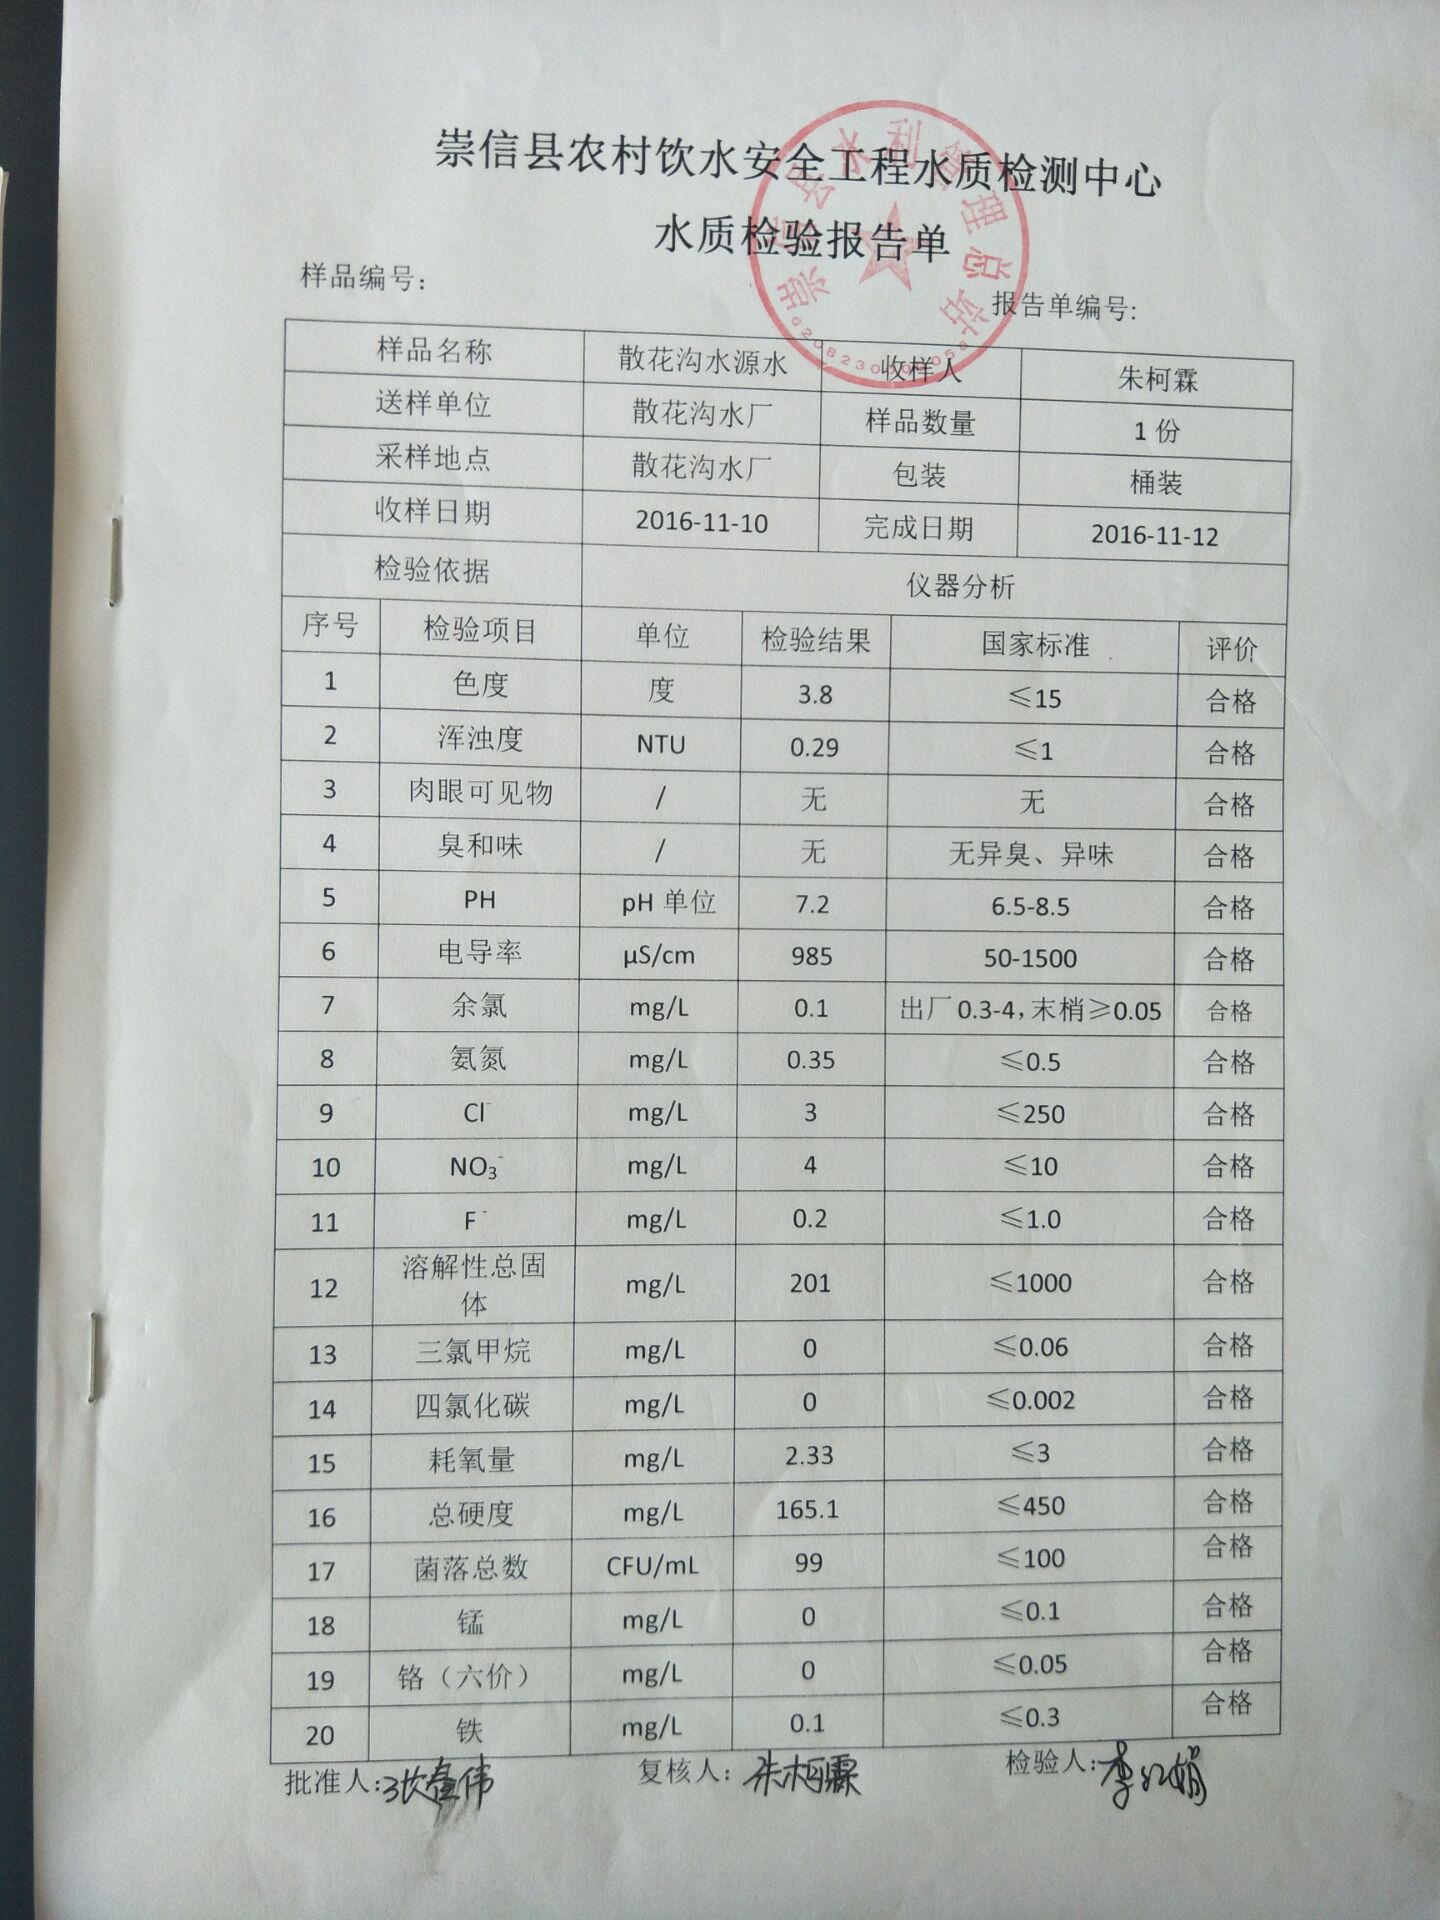 崇信县农村饮水安全工程水质检测中心
水质检验报告单
样品编号：
报告单编号：
样品名称 散花沟水源水 收样人 朱柯霖
送样单位 散花沟水厂 样品数量 1 份
采样地点 散花沟水厂 包装 桶装
收样日期 2016-11-10 完成日期 2016-11-12
检验依据 仪器分析
序号 检验项目 单位 检验结果 国家标准 评价
1 色度 度 3.8 ≤15 合格
2 浑浊度 NTU 0.29 ≤1 合格
3 肉眼可见物 / 无 无 合格
4 臭和味 / 无 无异臭、异味 合格
5 PH pH 单位 7.2 6.5-8.5 合格
6 电导率 μS/cm 985 50-1500 合格
7 余氯 mg/L 0.1 出厂 0.3-4，末梢≥0.05 合格
8 氨氮 mg/L 0.35 ≤0.5 合格
9 Cl⁻ mg/L 3 ≤250 合格
10 NO₃⁻ mg/L 4 ≤10 合格
11 F⁻ mg/L 0.2 ≤1.0 合格
12 溶解性总固体 mg/L 201 ≤1000 合格
13 三氯甲烷 mg/L 0 ≤0.06 合格
14 四氯化碳 mg/L 0 ≤0.002 合格
15 耗氧量 mg/L 2.33 ≤3 合格
16 总硬度 mg/L 165.1 ≤450 合格
17 菌落总数 CFU/mL 99 ≤100 合格
18 锰 mg/L 0 ≤0.1 合格
19 铬（六价） mg/L 0 ≤0.05 合格
20 铁 mg/L 0.1 ≤0.3 合格
批准人： 复核人：朱柯霖 检验人：李红娟
崇信县农村水利管理总站